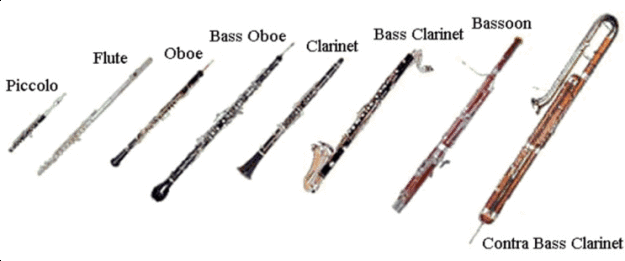 Piccolo
Flute
Oboe
Bass Oboe
Clarinet
Bass Clarinet
Bassoon
Contra Bass Clarinet